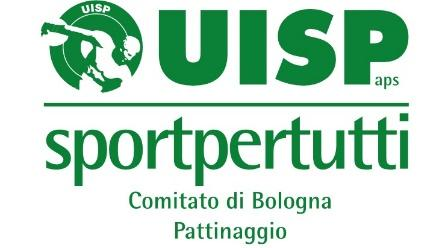 UISP
UISP
aps
sportpertutti
Comitato di Bologna
Pattinaggio